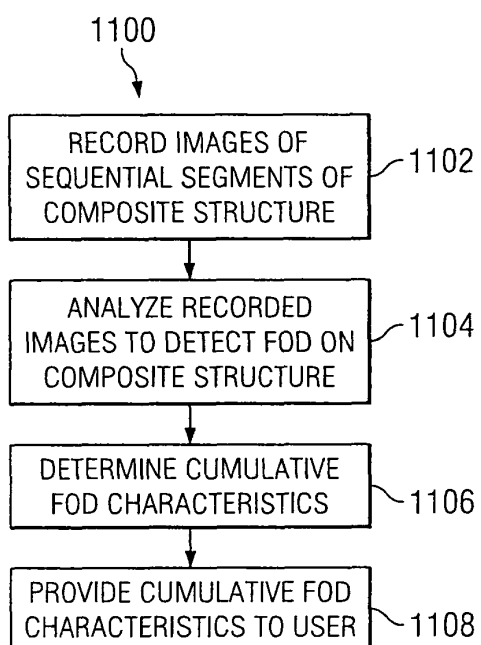 1100
RECORD IMAGES OF
SEQUENTIAL SEGMENTS OF
COMPOSITE STRUCTURE
1102
ANALYZE RECORDED
IMAGES TO DETECT FOD ON
COMPOSITE STRUCTURE
1104
DETERMINE CUMULATIVE
FOD CHARACTERISTICS
1106
PROVIDE CUMULATIVE FOD
CHARACTERISTICS TO USER
1108